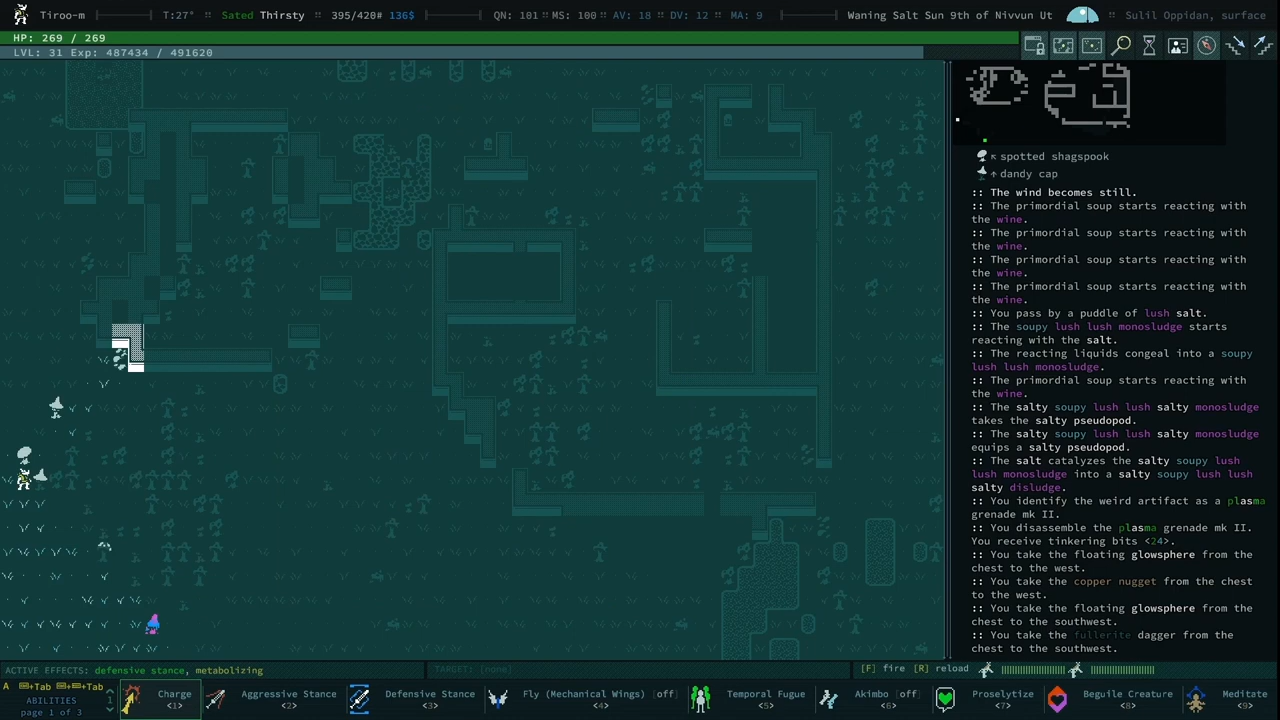 Tiroo-m T:27° :: Sated Thirsty :: 395/420# 136$ QN: 101 :: MS: 100 :: AV: 18 :: DV: 12 :: MA: 9 Waning Salt Sun 9th of Nivvun Ut Sulil Oppidan, surface
HP: 269 / 269
LVL: 31 Exp: 487434 / 491620
spotted shagspook
dandy cap
:: The wind becomes still.
:: The primordial soup starts reacting with
the wine.
:: The primordial soup starts reacting with
the wine.
:: The primordial soup starts reacting with
the wine.
:: The primordial soup starts reacting with
the wine.
:: You pass by a puddle of lush salt.
:: The soupy lush lush monosludge starts
reacting with the salt.
:: The reacting liquids congeal into a soupy
lush lush monosludge.
:: The primordial soup starts reacting with
the wine.
:: The salty soupy lush lush salty monosludge
takes the salty pseudopod.
:: The salty soupy lush lush salty monosludge
equips a salty pseudopod.
:: The salt catalyzes the salty soupy lush
lush monosludge into a salty soupy lush lush
salty disludge.
:: You identify the weird artifact as a plasma
grenade mk II.
:: You disassemble the plasma grenade mk II.
You receive tinkering bits <24>.
:: You take the floating glowsphere from the
chest to the west.
:: You take the copper nugget from the chest
to the west.
:: You take the floating glowsphere from the
chest to the southwest.
:: You take the fullerite dagger from the
chest to the southwest.
ACTIVE EFFECTS: defensive stance, metabolizing TARGET: [none] [F] fire [R] reload
A +Tab +Tab
ABILITIES 1
page 1 of 3
Charge <1>
Aggressive Stance <2>
Defensive Stance <3>
Fly (Mechanical Wings) [off] <4>
Temporal Fugue <5>
Akimbo [off] <6>
Proselytize <7>
Beguile Creature <8>
Meditate <9>